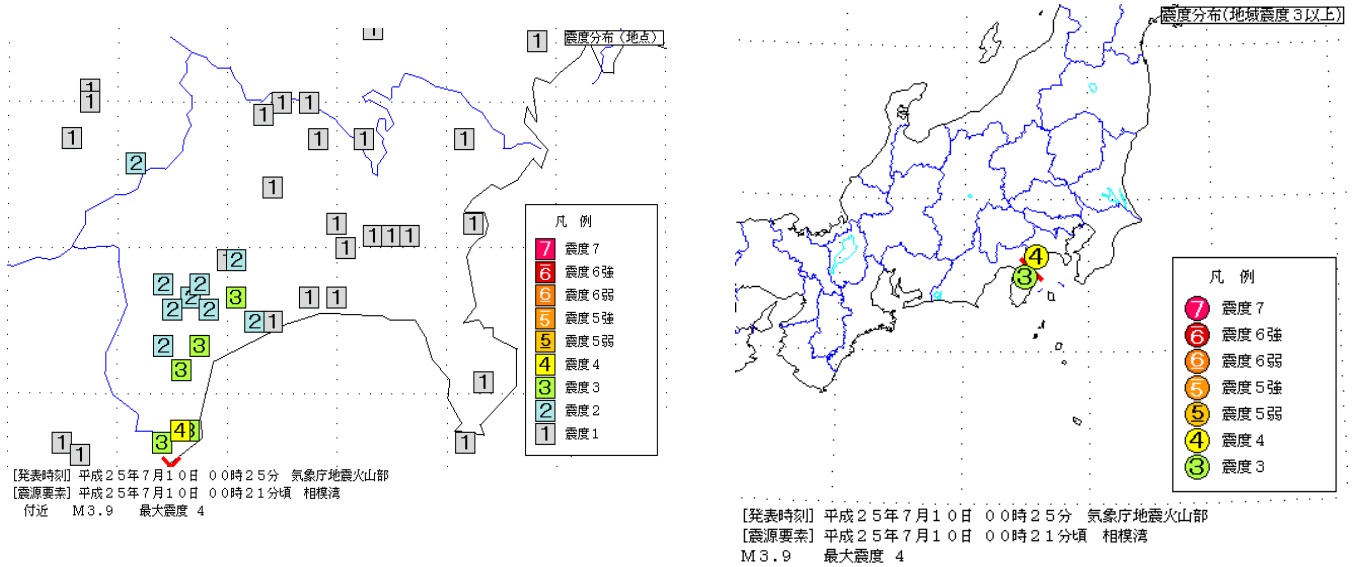 震度分布（地点）
1
1
1
1
1
1
1
1
1
1
1
1
2
1
1
1
1
1
1
1
1
2
2
2
2
3
1
1
2
2
2
1
2
3
3
1
4
3
3
1
1
1
凡 例
7 震度７
6 震度６強
6 震度６弱
5 震度５強
5 震度５弱
4 震度４
3 震度３
2 震度２
1 震度１
[発表時刻] 平成２５年７月１０日 ００時２５分 気象庁地震火山部
[震源要素] 平成２５年７月１０日 ００時２１分頃 相模湾
付近 Ｍ３.９ 最大震度 ４
震度分布(地域震度３以上)
4
3
凡 例
7 震度７
6 震度６強
6 震度６弱
5 震度５強
5 震度５弱
4 震度４
3 震度３
[発表時刻] 平成２５年７月１０日 ００時２５分 気象庁地震火山部
[震源要素] 平成２５年７月１０日 ００時２１分頃 相模湾
Ｍ３.９ 最大震度 ４